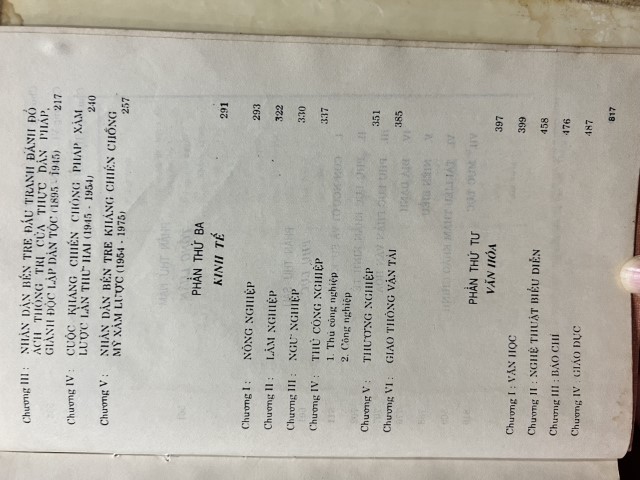 Chương III : NHÂN DÂN BẾN TRE ĐẤU TRANH ĐÁNH ĐỔ
ÁCH THỐNG TRỊ CỦA THỰC DÂN PHÁP,
GIÀNH ĐỘC LẬP DÂN TỘC (1895 - 1945) 217
Chương IV : CUỘC KHÁNG CHIẾN CHỐNG PHÁP XÂM
LƯỢC LẦN THỨ HAI (1945 - 1954) 240
Chương V : NHÂN DÂN BẾN TRE KHÁNG CHIẾN CHỐNG
MỸ XÂM LƯỢC (1954 - 1975) 257
PHẦN THỨ BA
KINH TẾ 291
Chương I : NÔNG NGHIỆP 293
Chương II : LÂM NGHIỆP 322
Chương III : NGƯ NGHIỆP 330
Chương IV : THỦ CÔNG NGHIỆP 337
1. Thủ công nghiệp
2. Công nghiệp
Chương V : THƯƠNG NGHIỆP 351
Chương VI : GIAO THÔNG VẬN TẢI 385
PHẦN THỨ TƯ
VĂN HÓA 397
Chương I : VĂN HỌC 399
Chương II : NGHỆ THUẬT BIỂU DIỄN 458
Chương III : BÁO CHÍ 476
Chương IV GIÁO DỤC 487
817